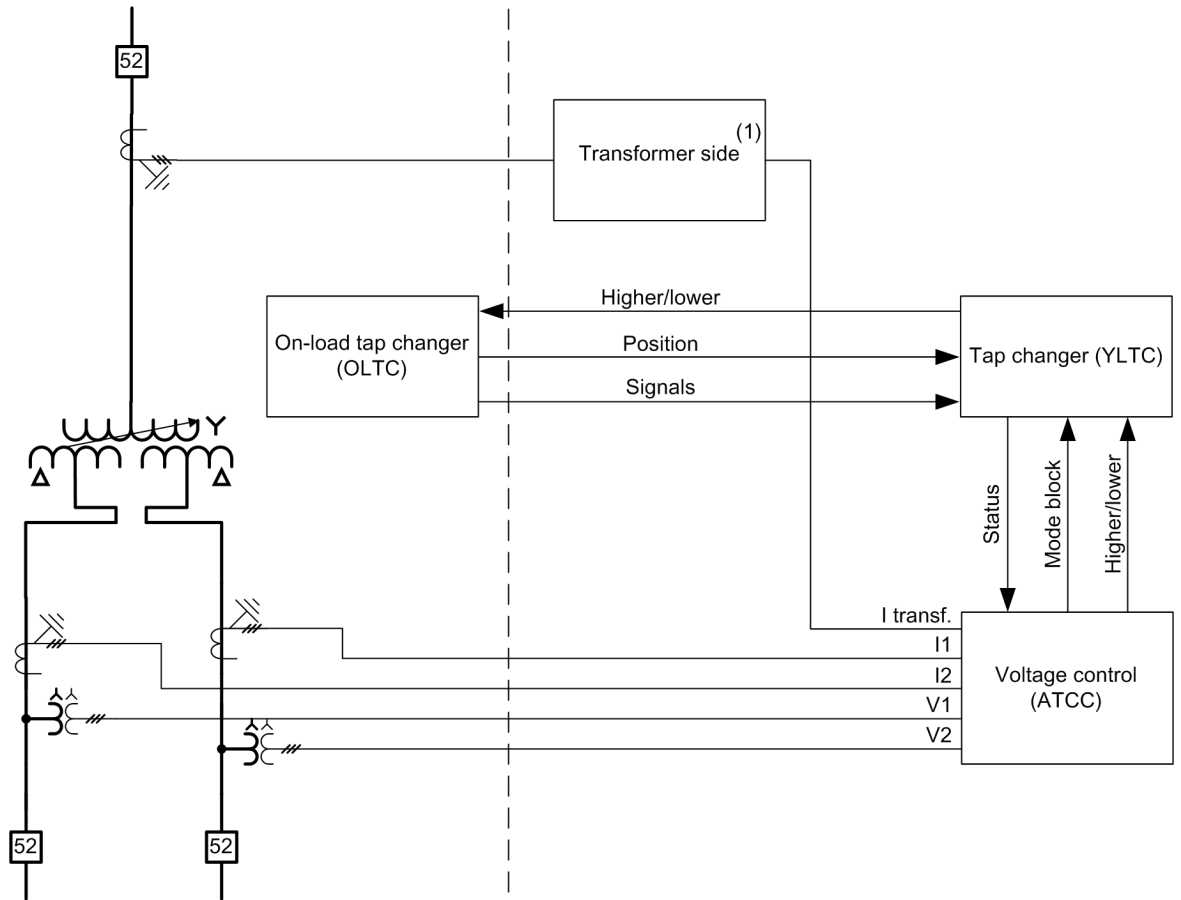 52
(1)
Transformer side
Higher/lower
On-load tap changer
(OLTC)
Position
Signals
Tap changer (YLTC)
Status
Mode block
Higher/lower
I transf.
I1
I2
V1
V2
Voltage control
(ATCC)
52
52